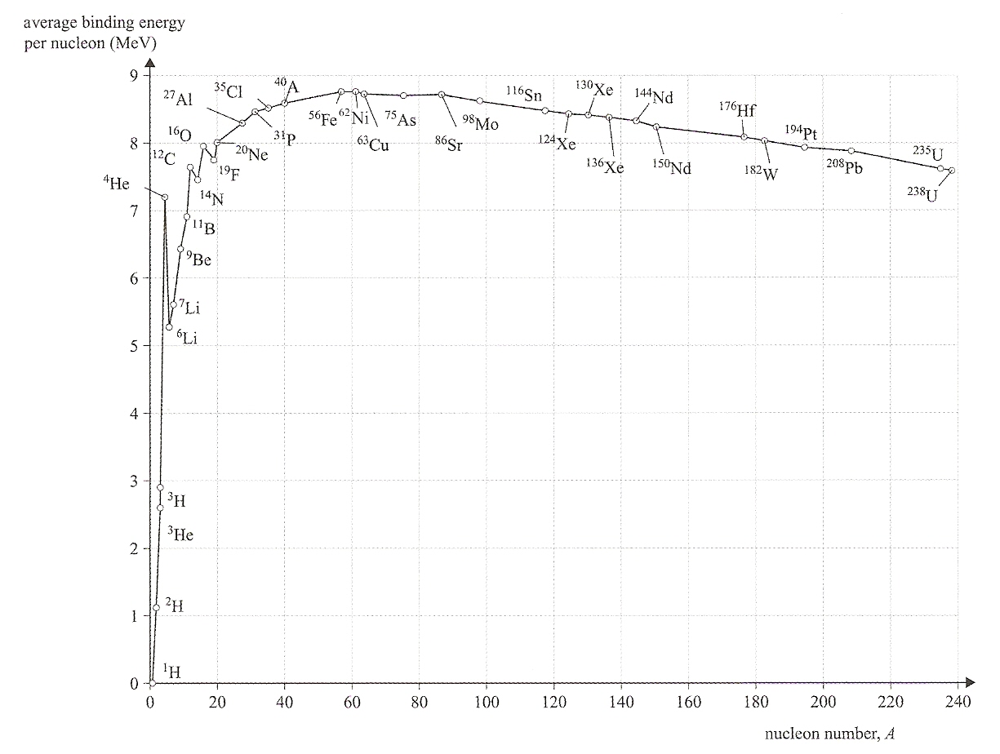 average binding energy
per nucleon (MeV)
9
8
7
6
5
4
3
2
1
0
¹H
²H
³He
³H
⁴He
⁶Li
⁷Li
⁹Be
¹¹B
¹²C
¹⁴N
¹⁶O
¹⁹F
²⁰Ne
²⁷Al
³¹P
³⁵Cl
⁴⁰A
⁵⁶Fe
⁶²Ni
⁶³Cu
⁷⁵As
⁸⁶Sr
⁹⁸Mo
¹¹⁶Sn
¹²⁴Xe
¹³⁰Xe
¹³⁶Xe
¹⁴⁴Nd
¹⁵⁰Nd
¹⁷⁶Hf
¹⁸²W
¹⁹⁴Pt
²⁰⁸Pb
²³⁵U
²³⁸U
0 20 40 60 80 100 120 140 160 180 200 220 240
nucleon number, A